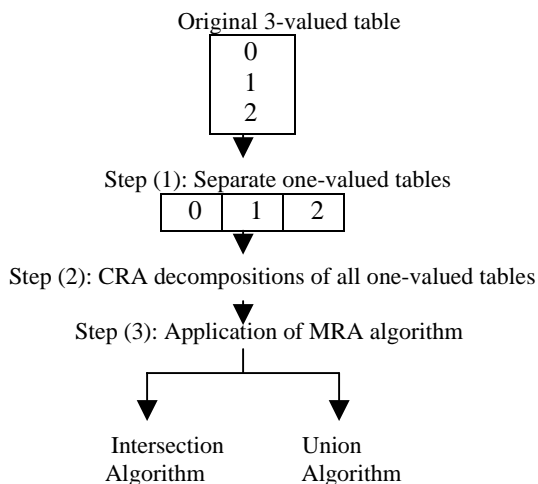 Original 3-valued table
0
1
2
Step (1): Separate one-valued tables
0 1 2
Step (2): CRA decompositions of all one-valued tables
Step (3): Application of MRA algorithm
Intersection Algorithm
Union Algorithm